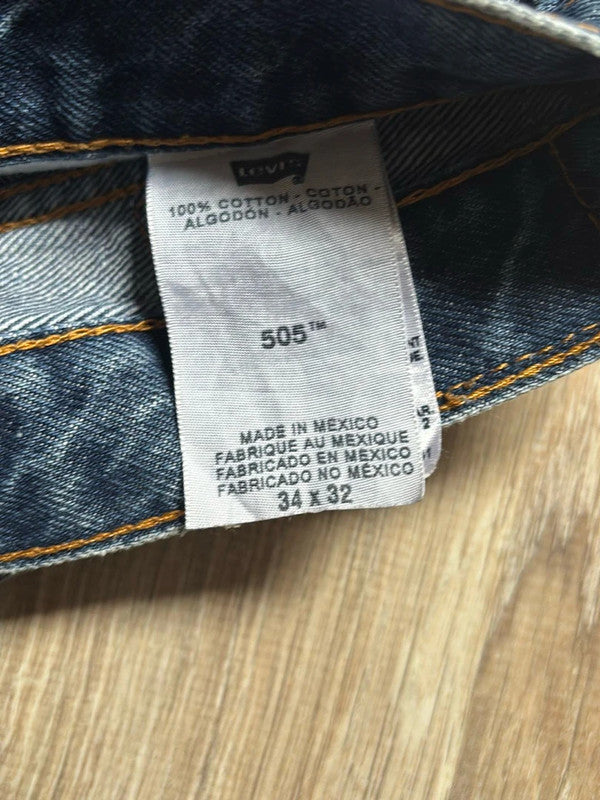 Levi's
100% COTTON - COTON -
ALGODÓN - ALGODÃO
505™
MADE IN MEXICO
FABRIQUE AU MEXIQUE
FABRICADO EN MÉXICO
FABRICADO NO MÉXICO
34 x 32